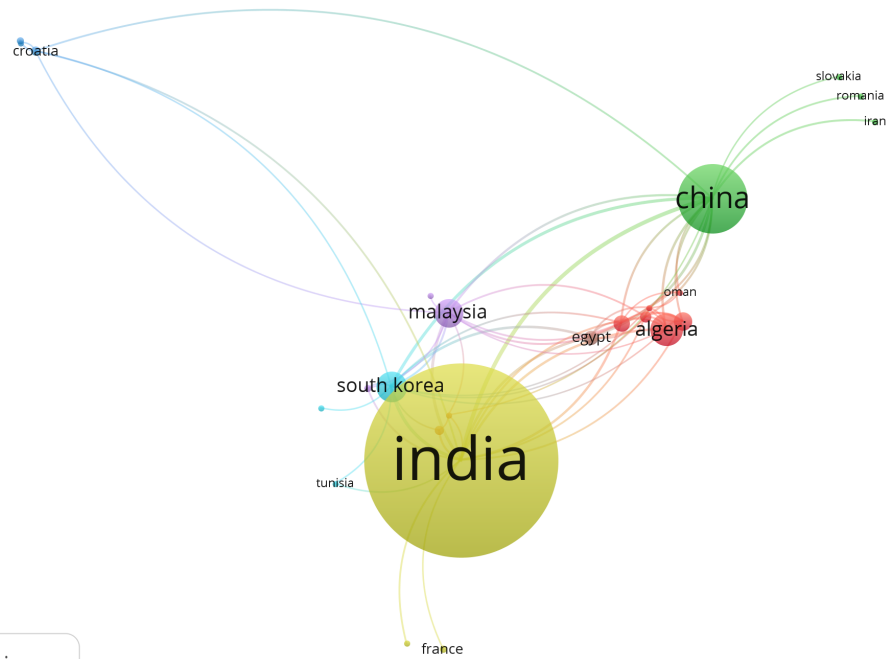 croatia
slovakia
romania
iran
china
oman
malaysia
algeria
egypt
south korea
india
tunisia
france